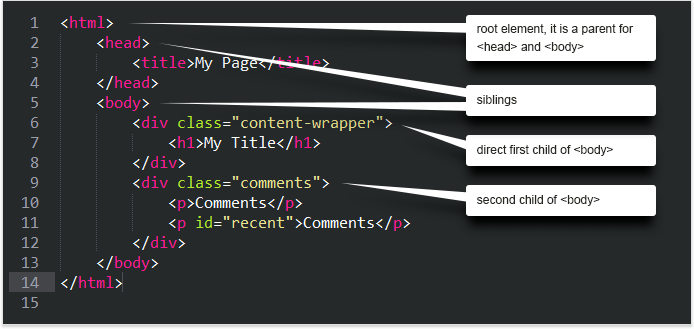 1 <html>
root element, it is a parent for
<head> and <body>
2 <head>
3 <title>My Page</title>
4 </head>
siblings
5 <body>
6 <div class="content-wrapper">
7 <h1>My Title</h1>
direct first child of <body>
8 </div>
9 <div class="comments">
second child of <body>
10 <p>Comments</p>
11 <p id="recent">Comments</p>
12 </div>
13 </body>
14 </html>
15